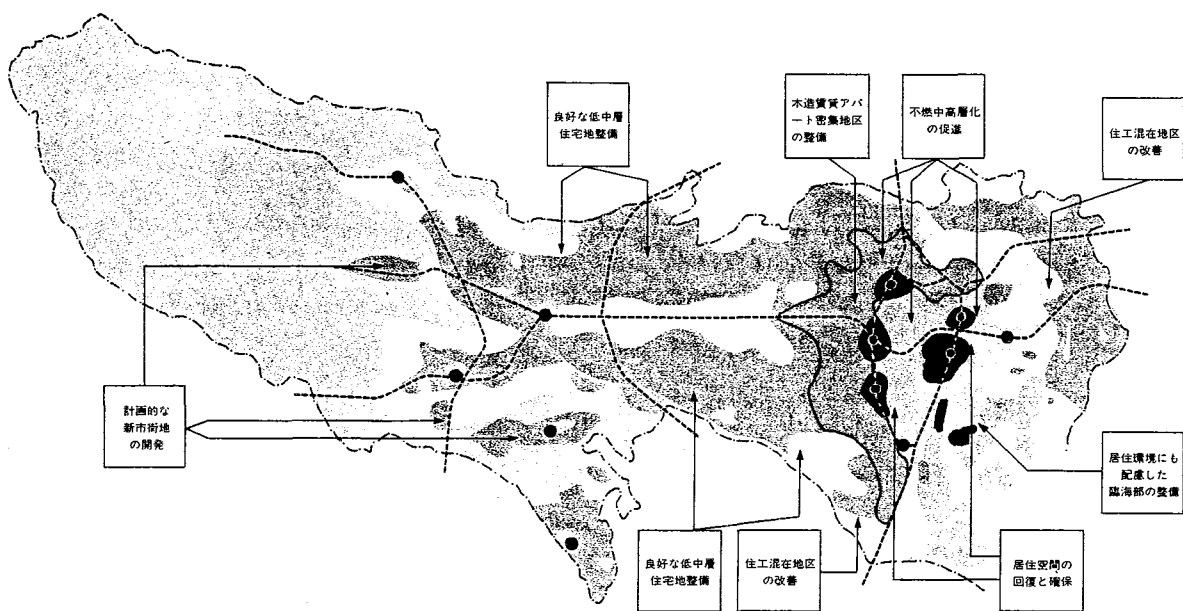 良好な低中層
住宅地整備
木造賃貸アパ
ート密集地区
の整備
不燃中高層化
の促進
住工混在地区
の改善
計画的な
新市街地
の開発
良好な低中層
住宅地整備
住工混在地区
の改善
居住環境にも
配慮した
臨海部の整備
居住空間の
回復と確保